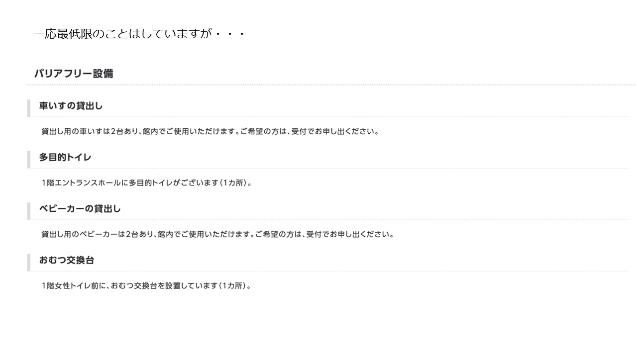 一応最低限のことはしていますが・・・
バリアフリー設備
車いすの貸出し
貸出し用の車いすは2台あり、館内でご使用いただけます。ご希望の方は、受付でお申し出ください。
多目的トイレ
1階エントランスホールに多目的トイレがございます（1カ所）。
ベビーカーの貸出し
貸出し用のベビーカーは2台あり、館内でご使用いただけます。ご希望の方は、受付でお申し出ください。
おむつ交換台
1階女性トイレ前に、おむつ交換台を設置しています（1カ所）。